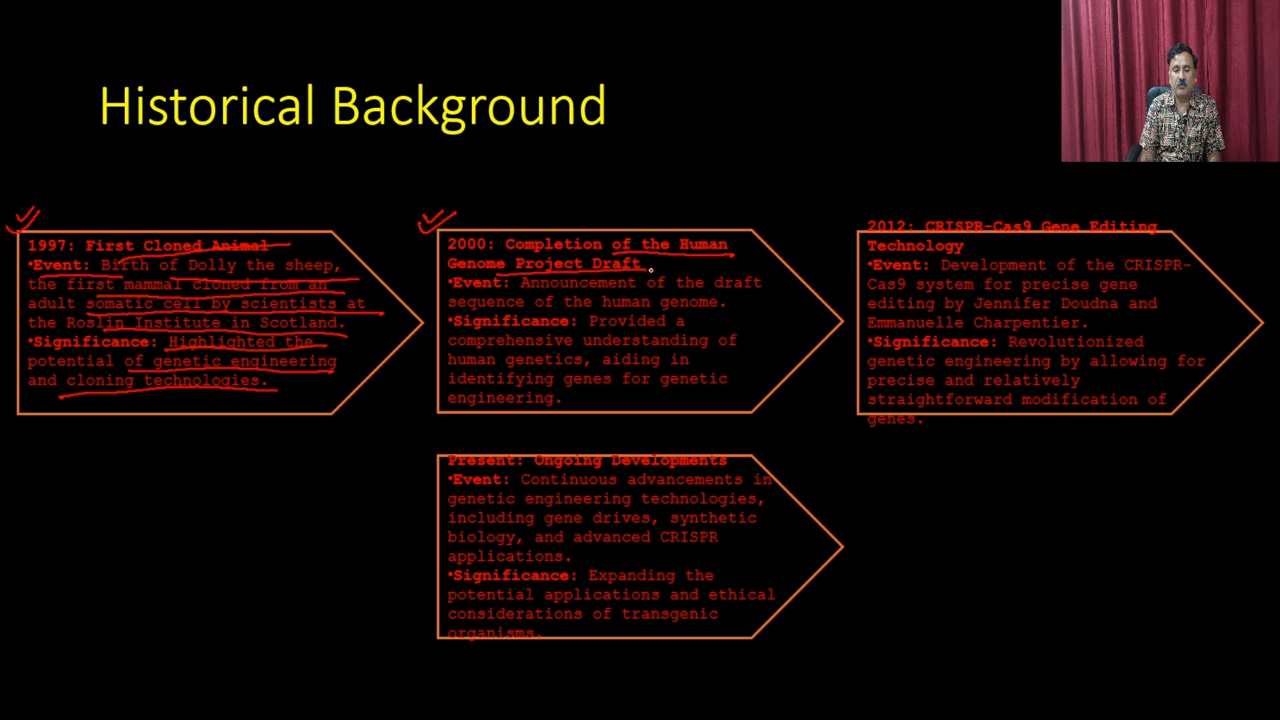 Historical Background
1997: First Cloned Animal
•Event: Birth of Dolly the sheep,
the first mammal cloned from an
adult somatic cell by scientists at
the Roslin Institute in Scotland.
•Significance: Highlighted the
potential of genetic engineering
and cloning technologies.
2000: Completion of the Human
Genome Project Draft
•Event: Announcement of the draft
sequence of the human genome.
•Significance: Provided a
comprehensive understanding of
human genetics, aiding in
identifying genes for genetic
engineering.
2012: CRISPR-Cas9 Gene Editing
Technology
•Event: Development of the CRISPR-
Cas9 system for precise gene
editing by Jennifer Doudna and
Emmanuelle Charpentier.
•Significance: Revolutionized
genetic engineering by allowing for
precise and relatively
straightforward modification of
genes.
Present: Ongoing Developments
•Event: Continuous advancements in
genetic engineering technologies,
including gene drives, synthetic
biology, and advanced CRISPR
applications.
•Significance: Expanding the
potential applications and ethical
considerations of transgenic
organisms.